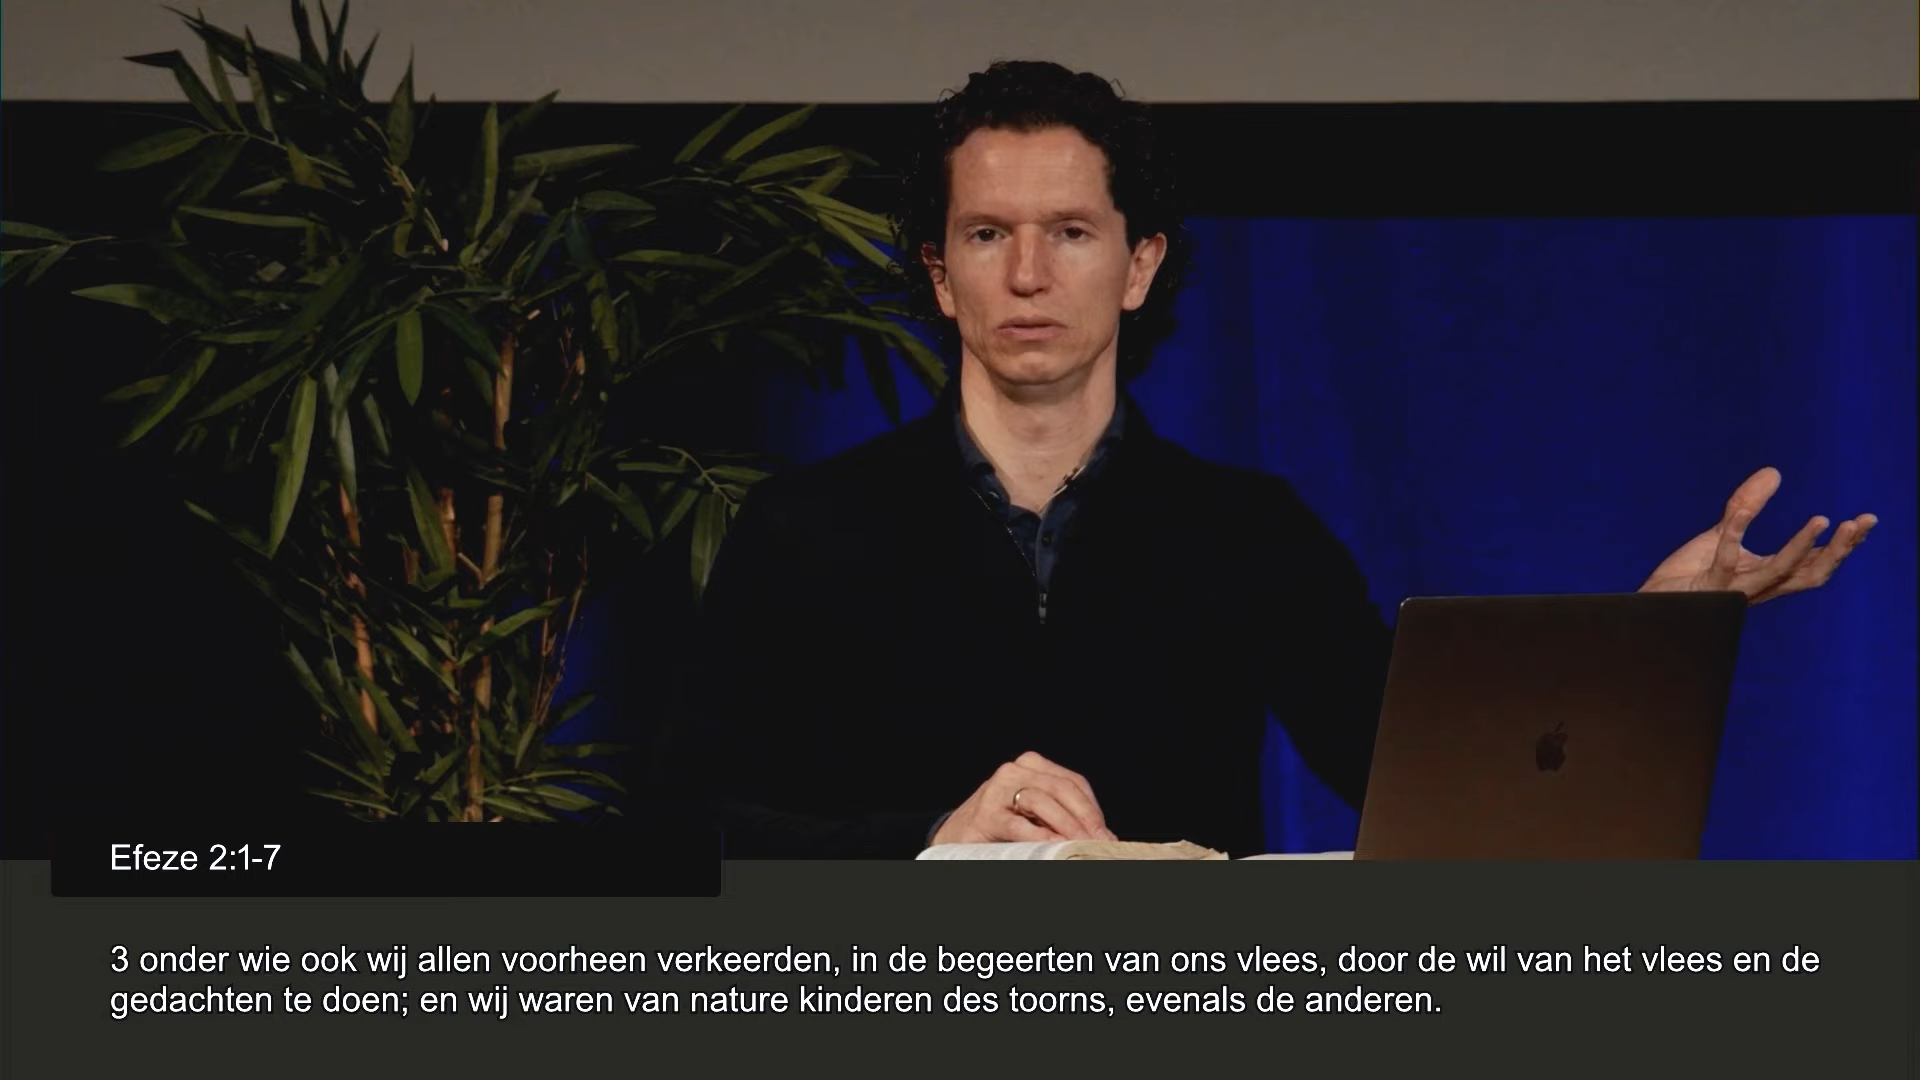 Efeze 2:1-7
3 onder wie ook wij allen voorheen verkeerden, in de begeerten van ons vlees, door de wil van het vlees en de
gedachten te doen; en wij waren van nature kinderen des toorns, evenals de anderen.